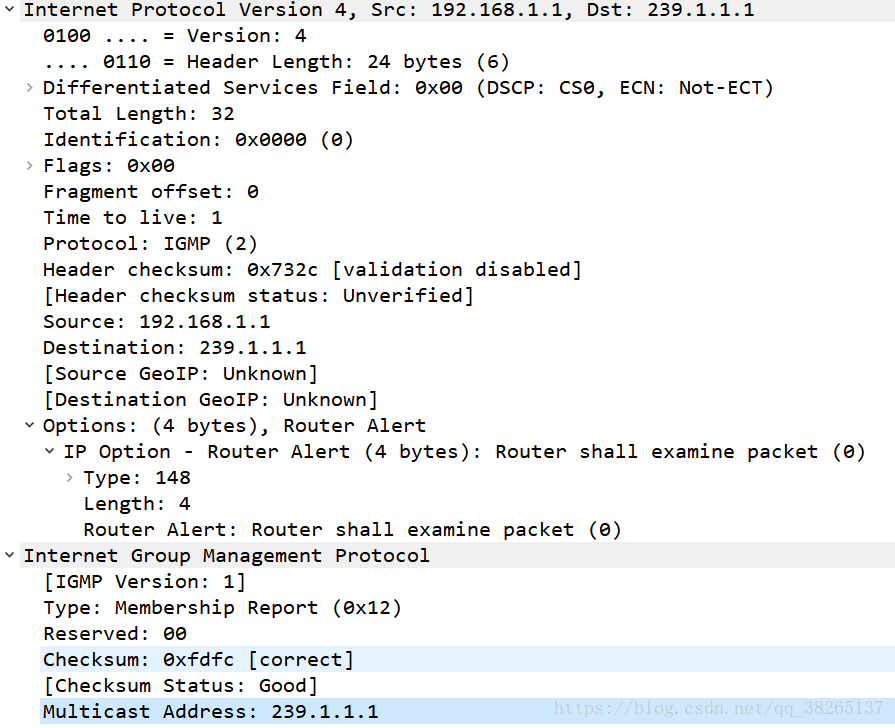 Internet Protocol Version 4, Src: 192.168.1.1, Dst: 239.1.1.1
0100 .... = Version: 4
.... 0110 = Header Length: 24 bytes (6)
Differentiated Services Field: 0x00 (DSCP: CS0, ECN: Not-ECT)
Total Length: 32
Identification: 0x0000 (0)
Flags: 0x00
Fragment offset: 0
Time to live: 1
Protocol: IGMP (2)
Header checksum: 0x732c [validation disabled]
[Header checksum status: Unverified]
Source: 192.168.1.1
Destination: 239.1.1.1
[Source GeoIP: Unknown]
[Destination GeoIP: Unknown]
Options: (4 bytes), Router Alert
IP Option - Router Alert (4 bytes): Router shall examine packet (0)
Type: 148
Length: 4
Router Alert: Router shall examine packet (0)
Internet Group Management Protocol
[IGMP Version: 1]
Type: Membership Report (0x12)
Reserved: 00
Checksum: 0xfdfc [correct]
[Checksum Status: Good]
Multicast Address: 239.1.1.1
https://blog.csdn.net/qq_38265137